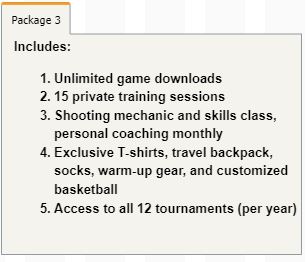 Package 3
Includes:
1. Unlimited game downloads
2. 15 private training sessions
3. Shooting mechanic and skills class,
personal coaching monthly
4. Exclusive T-shirts, travel backpack,
socks, warm-up gear, and customized
basketball
5. Access to all 12 tournaments (per year)